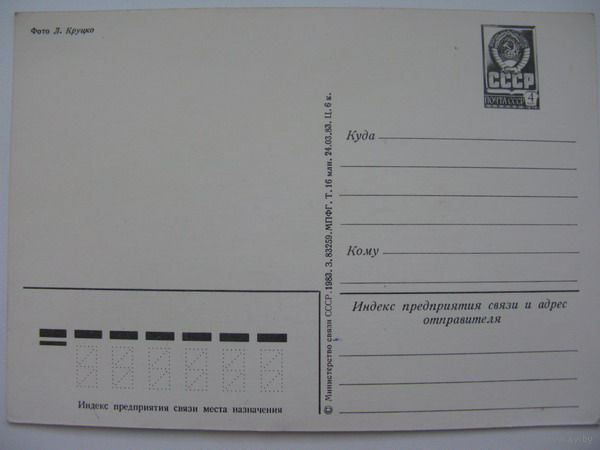 Фото Л. Круцко
СССР
ПОЧТА СССР 4
Куда
Кому
© Министерство связи СССР. 1983. З. 83259. МПФГ. Т. 16 млн. 24.03.83. Ц. 6 к.
Индекс предприятия связи и адрес
отправителя
Индекс предприятия связи места назначения